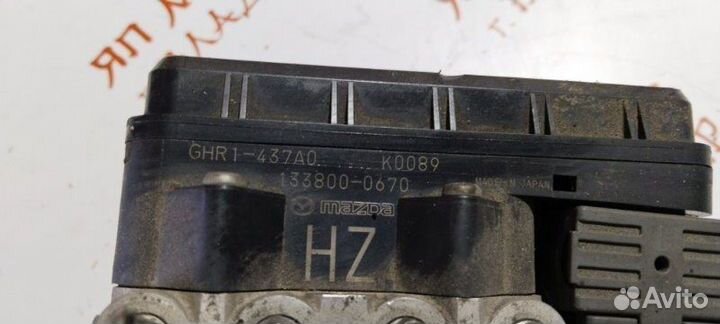 GHR1-437A0 K0089
133800-0670
MADE IN JAPAN
mazda
HZ
Avito